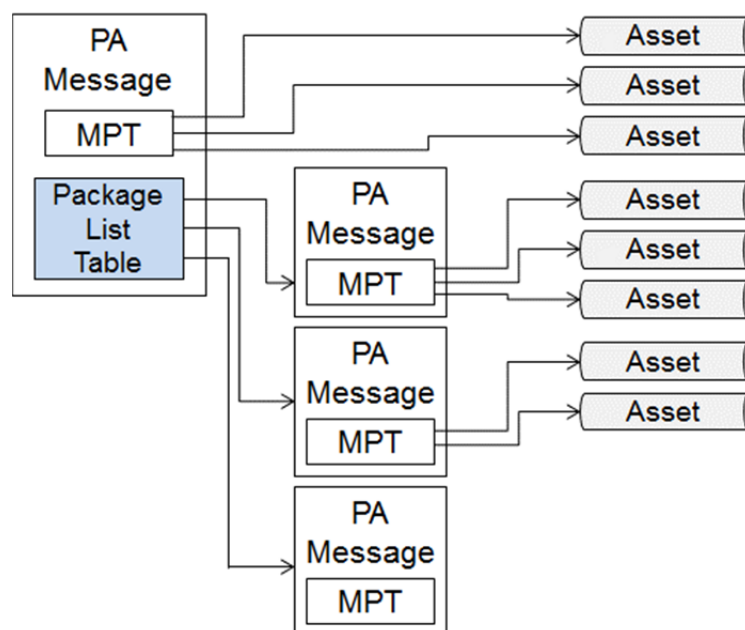 PA
Message
MPT
Package
List
Table
Asset
Asset
Asset
PA
Message
MPT
Asset
Asset
Asset
PA
Message
MPT
Asset
Asset
PA
Message
MPT